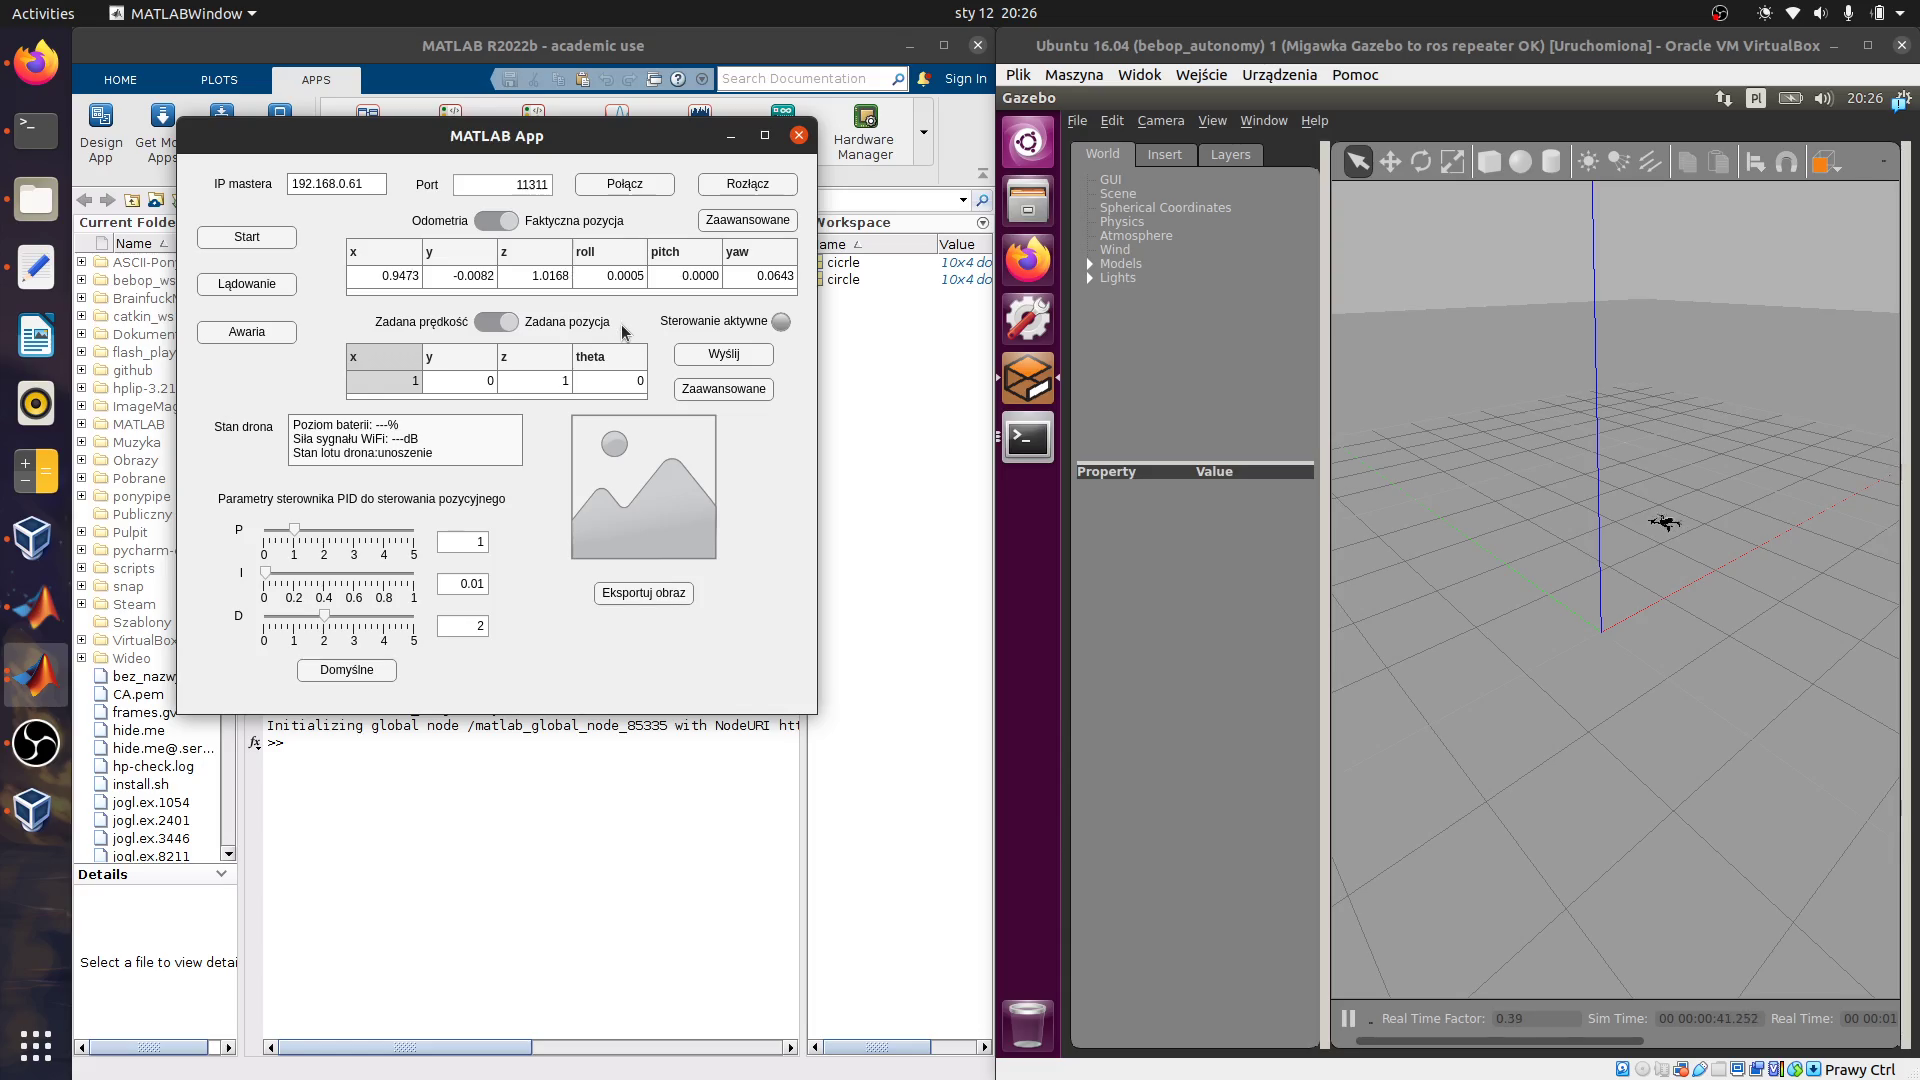 Activities
MATLABWindow
sty 12 20:26
MATLAB R2022b - academic use
HOME PLOTS APPS
Search Documentation
Sign In
Design App
Hardware Manager
MATLAB App
IP mastera 192.168.0.61 Port 11311 Połącz Rozłącz
Odometria Faktyczna pozycja Zaawansowane
Start
x y z roll pitch yaw
0.9473 -0.0082 1.0168 0.0005 0.0000 0.0643
Lądowanie
Zadana prędkość Zadana pozycja Sterowanie aktywne
Awaria
x y z theta
1 0 1 0
Wyślij
Zaawansowane
Stan drona
Poziom baterii: ---%
Siła sygnału WiFi: ---dB
Stan lotu drona:unoszenie
Parametry sterownika PID do sterowania pozycyjnego
P 1
0 1 2 3 4 5
I 0.01
0 0.2 0.4 0.6 0.8 1
D 2
0 1 2 3 4 5
Domyślne
Eksportuj obraz
Current Folde
Name
ASCII-Pon
bebop_ws
BrainfuckM
catkin_ws
Dokument
flash_play
github
hplip-3.21
ImageMag
MATLAB
Muzyka
Obrazy
Pobrane
ponypipe
Publiczny
Pulpit
pycharm-c
scripts
snap
Steam
Szablony
VirtualBox
Wideo
bez_nazwy
CA.pem
frames.gv
hide.me
hide.me@.ser...
hp-check.log
install.sh
jogl.ex.1054
jogl.ex.2401
jogl.ex.3446
jogl.ex.8211
Details
Select a file to view detai
Initializing global node /matlab_global_node_85335 with NodeURI htt
fx >>
Workspace
ame Value
cicrle 10x4 do
circle 10x4 do
Ubuntu 16.04 (bebop_autonomy) 1 (Migawka Gazebo to ros repeater OK) [Uruchomiona] - Oracle VM VirtualBox
Plik Maszyna Widok Wejście Urządzenia Pomoc
Gazebo
Pl
20:26
File Edit Camera View Window Help
World Insert Layers
GUI
Scene
Spherical Coordinates
Physics
Atmosphere
Wind
Models
Lights
Property Value
Real Time Factor: 0.39 Sim Time: 00 00:00:41.252 Real Time: 00 00:01
Prawy Ctrl